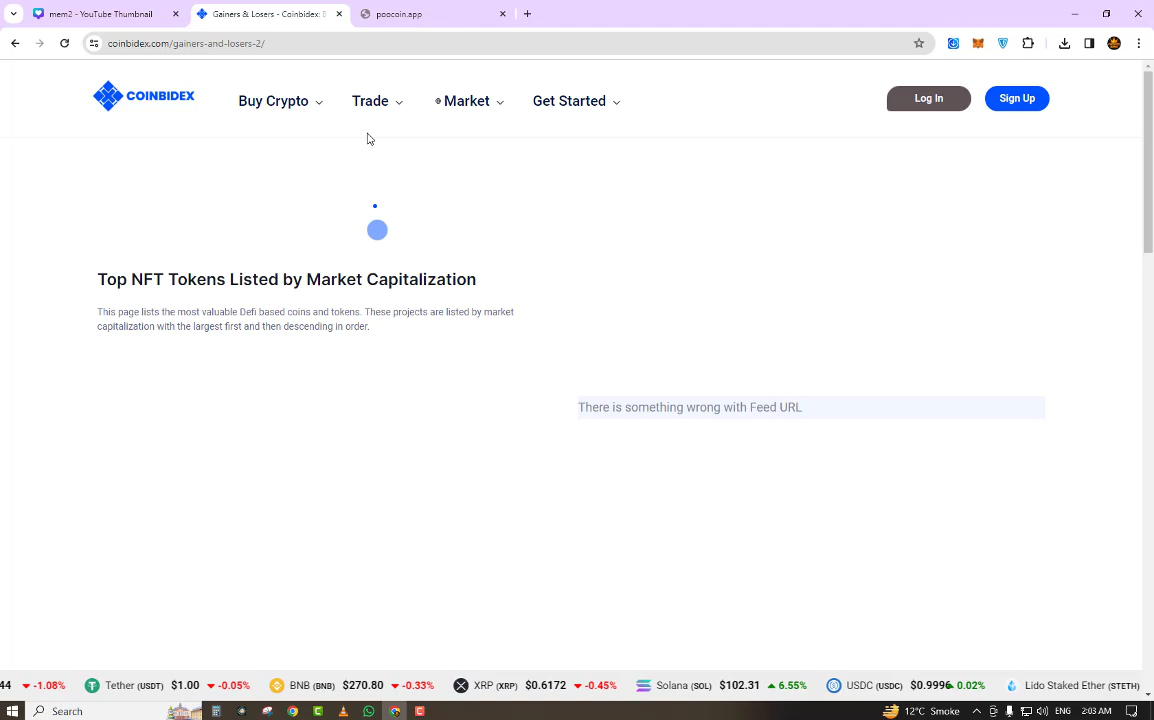 mem2 - YouTube Thumbnail
Gainers & Losers - Coinbidex:
poocoin.app
coinbidex.com/gainers-and-losers-2/
COINBIDEX
Buy Crypto
Trade
Market
Get Started
Log In
Sign Up
Top NFT Tokens Listed by Market Capitalization
This page lists the most valuable Defi based coins and tokens. These projects are listed by market
capitalization with the largest first and then descending in order.
There is something wrong with Feed URL
44 -1.08% Tether (USDT) $1.00 -0.05% BNB (BNB) $270.80 -0.33% XRP (XRP) $0.6172 -0.45% Solana (SOL) $102.31 6.55% USDC (USDC) $0.9996 0.02% Lido Staked Ether (STETH)
Search
12°C Smoke
ENG
2:03 AM